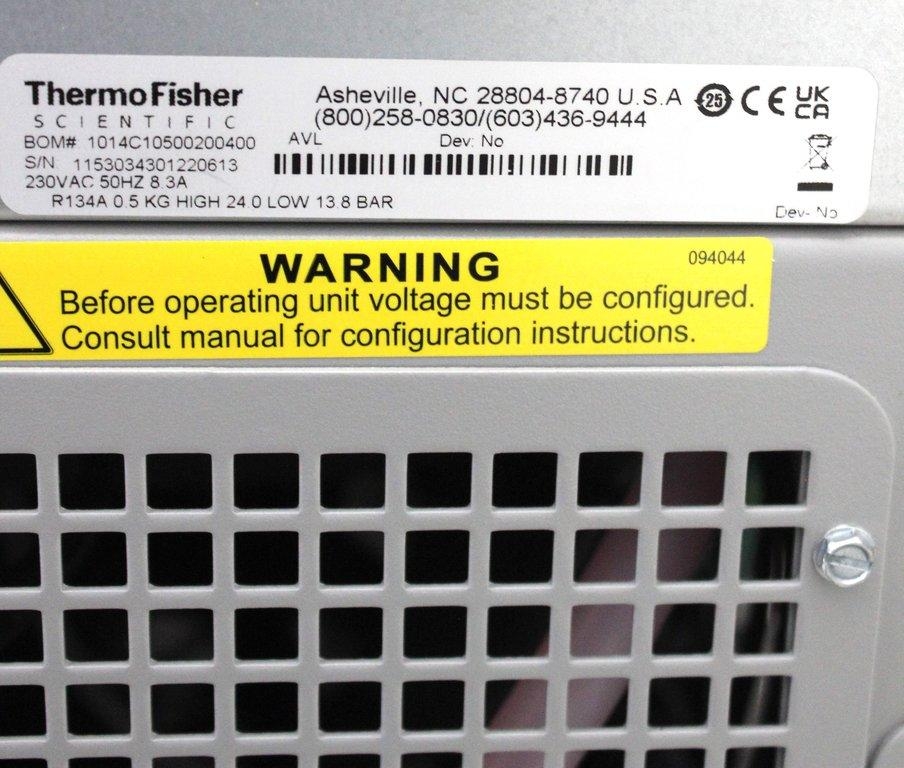 ThermoFisher
SCIENTIFIC
Asheville, NC 28804-8740 U.S.A
(800)258-0830/(603)436-9444
25 CE UK CA
BOM# 1014C10500200400
AVL Dev: No
S/N 1153034301220613
230VAC 50HZ 8.3A
R134A 0.5 KG HIGH 24.0 LOW 13.8 BAR
Dev- No
WARNING
094044
Before operating unit voltage must be configured.
Consult manual for configuration instructions.